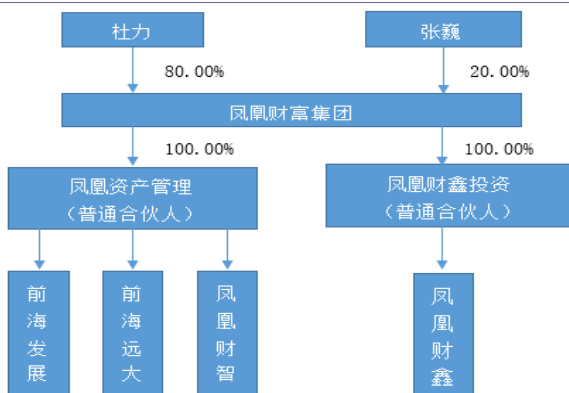 杜力
张巍
80.00%
20.00%
凤凰财富集团
100.00%
100.00%
凤凰资产管理
（普通合伙人）
凤凰财鑫投资
（普通合伙人）
前海发展
前海远大
凤凰财智
凤凰财鑫